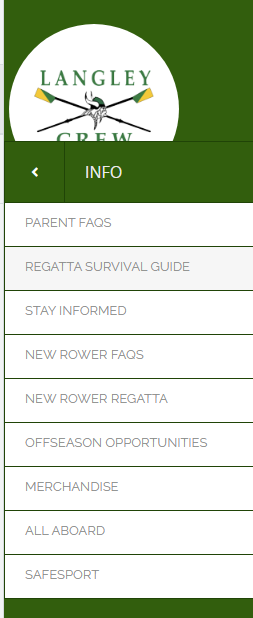 LANGLEY
CREW
INFO
PARENT FAQS
REGATTA SURVIVAL GUIDE
STAY INFORMED
NEW ROWER FAQS
NEW ROWER REGATTA
OFFSEASON OPPORTUNITIES
MERCHANDISE
ALL ABOARD
SAFESPORT